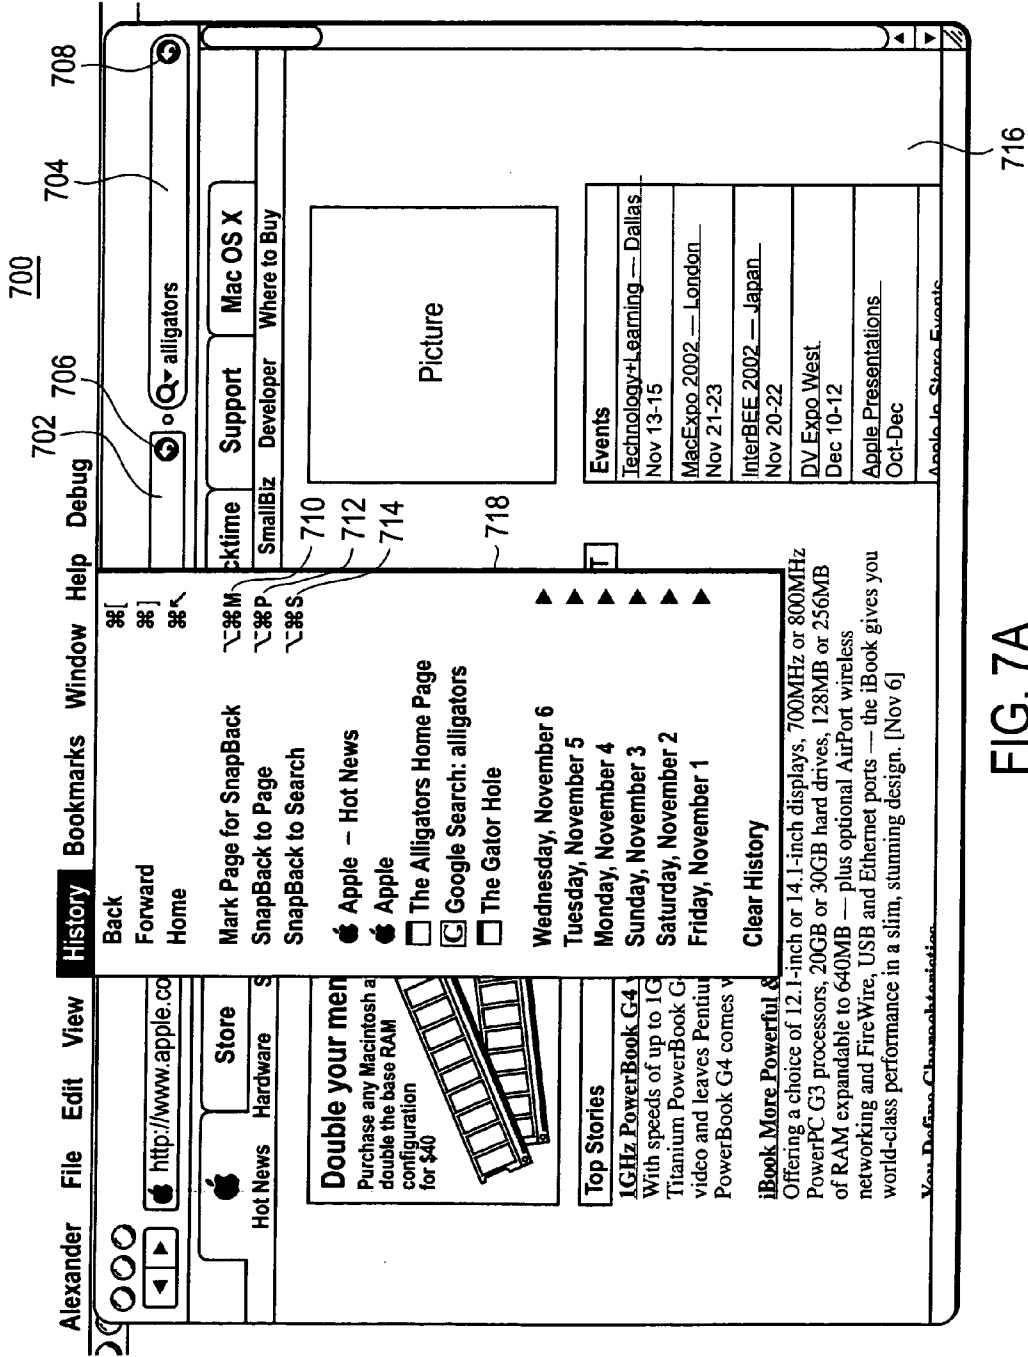 700
Alexander File Edit View History Bookmarks Window Help Debug
702
706
704
708
http://www.apple.co
alligators
Back ⌘[
Forward ⌘]
Home ⌘↖
Mark Page for SnapBack ⌥⌘M
SnapBack to Page ⌥⌘P
SnapBack to Search ⌥⌘S
710
712
714
718
Apple – Hot News
Apple
The Alligators Home Page
G Google Search: alligators
The Gator Hole
Wednesday, November 6
Tuesday, November 5
Monday, November 4
Sunday, November 3
Saturday, November 2
Friday, November 1
Clear History
Store
cktime
Support
Mac OS X
Hot News Hardware S
SmallBiz Developer Where to Buy
Double your mem
Purchase any Macintosh a
double the base RAM
configuration
for $40
Picture
Top Stories
T
1GHz PowerBook G4
With speeds of up to 1G
Titanium PowerBook G
video and leaves Pentiu
PowerBook G4 comes w
iBook More Powerful &
Offering a choice of 12.1-inch or 14.1-inch displays, 700MHz or 800MHz
PowerPC G3 processors, 20GB or 30GB hard drives, 128MB or 256MB
of RAM expandable to 640MB — plus optional AirPort wireless
networking and FireWire, USB and Ethernet ports — the iBook gives you
world-class performance in a slim, stunning design. [Nov 6]
You Define Characteristics
Events
Technology+Learning — Dallas
Nov 13-15
MacExpo 2002 — London
Nov 21-23
InterBEE 2002 — Japan
Nov 20-22
DV Expo West
Dec 10-12
Apple Presentations
Oct-Dec
Apple In Store Events
716
FIG. 7A